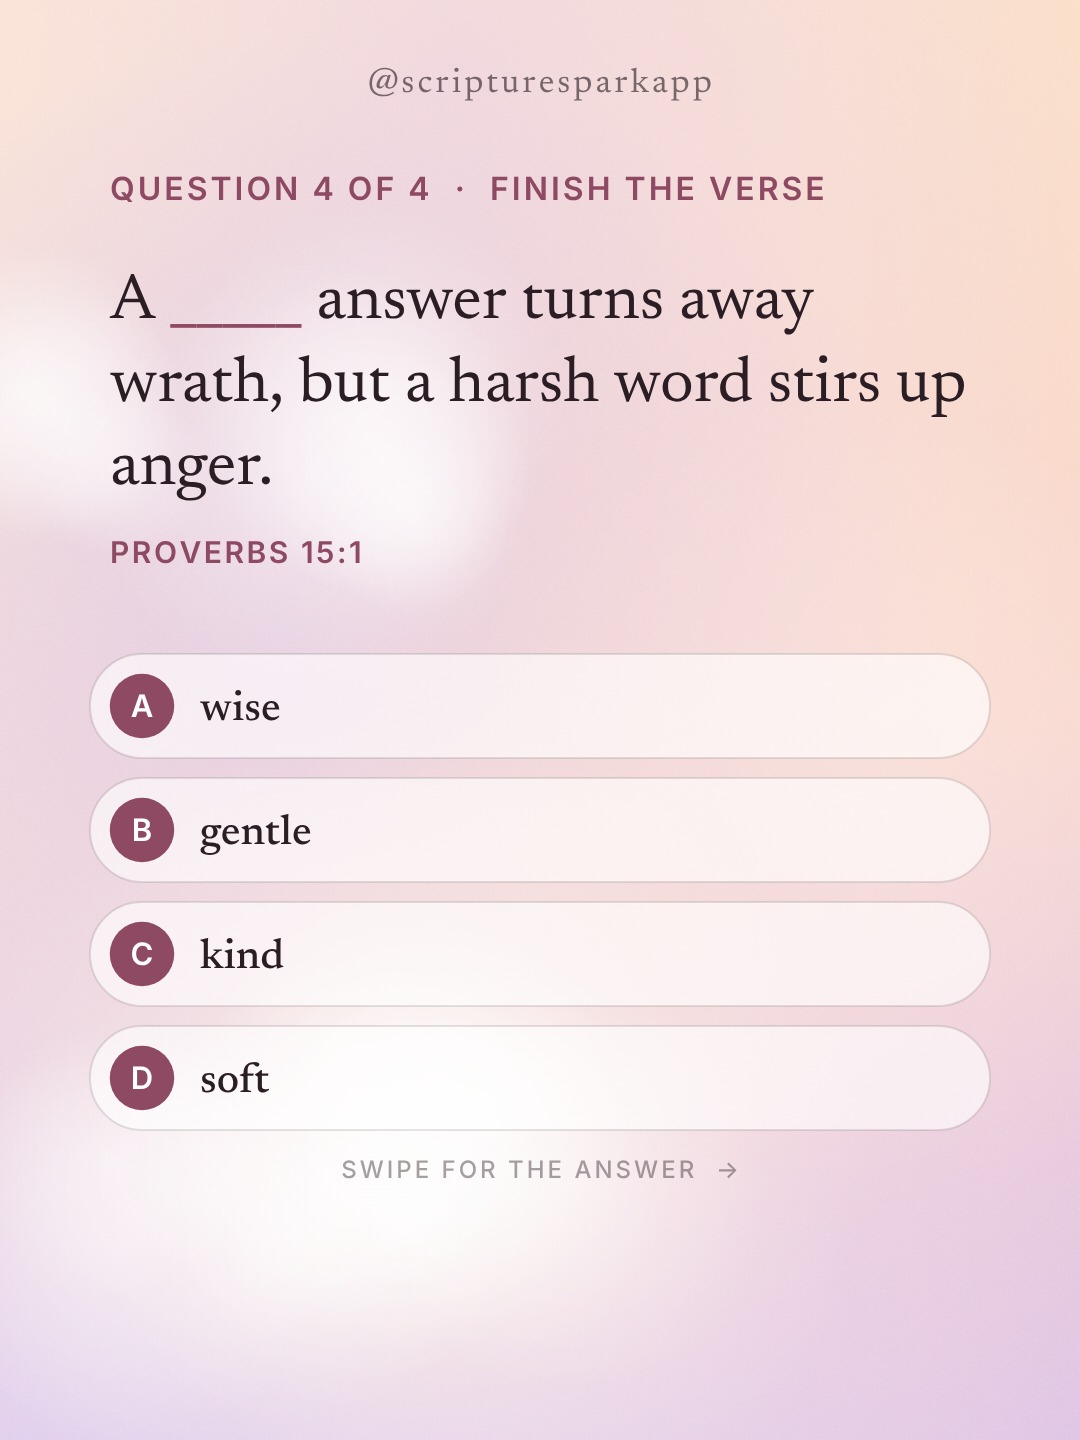 @scripturesparkapp
QUESTION 4 OF 4 · FINISH THE VERSE
A _____ answer turns away
wrath, but a harsh word stirs up
anger.
PROVERBS 15:1
A wise
B gentle
C kind
D soft
SWIPE FOR THE ANSWER →